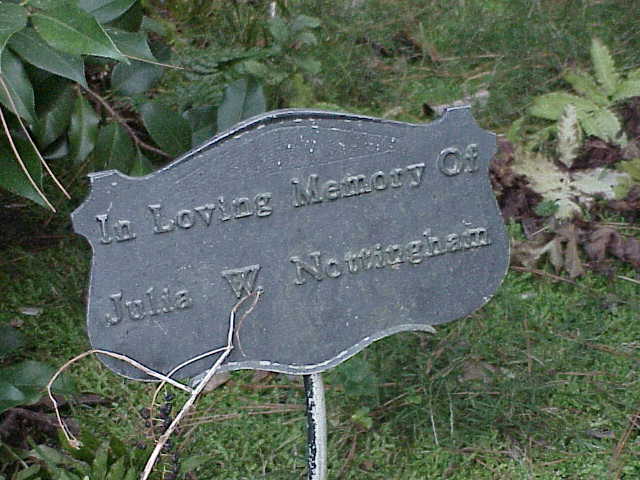 In Loving Memory Of
Julia W. Nottingham